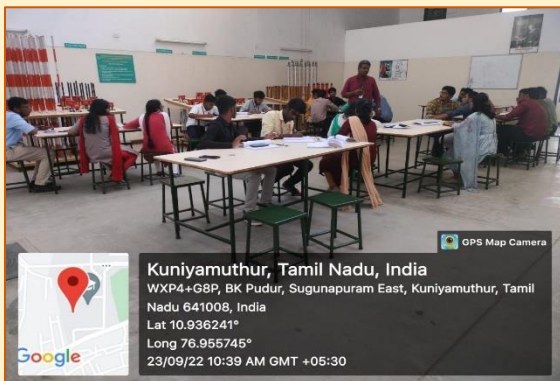 GPS Map Camera
Kuniyamuthur, Tamil Nadu, India
WXP4+G8P, BK Pudur, Sugunapuram East, Kuniyamuthur, Tamil
Nadu 641008, India
Lat 10.936241°
Long 76.955745°
23/09/22 10:39 AM GMT +05:30
Google